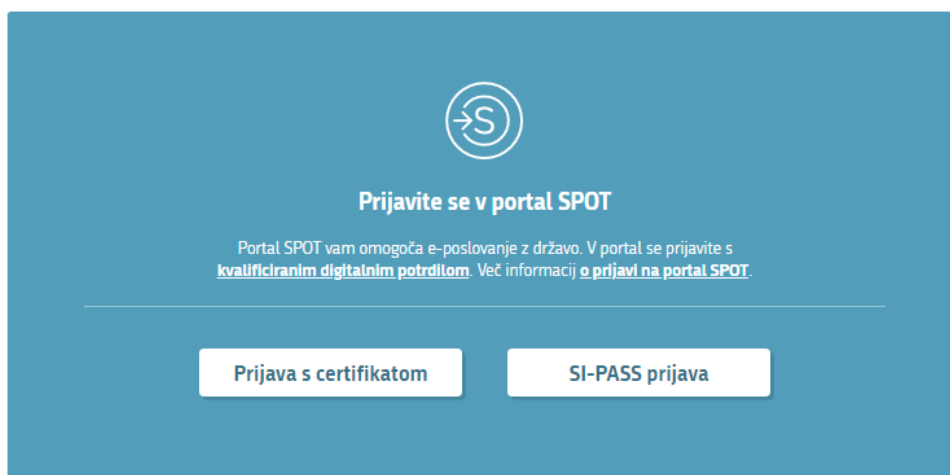 S
Prijavite se v portal SPOT
Portal SPOT vam omogoča e-poslovanje z državo. V portal se prijavite s
kvalificiranim digitalnim potrdilom. Več informacij o prijavi na portal SPOT.
Prijava s certifikatom
SI-PASS prijava